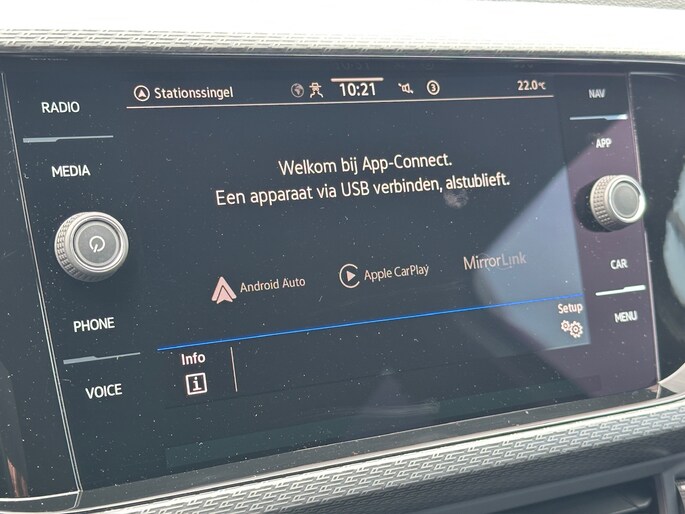 RADIO
MEDIA
PHONE
VOICE
Stationssingel 10:21 3 22.0°C
Welkom bij App-Connect.
Een apparaat via USB verbinden, alstublieft.
Android Auto Apple CarPlay MirrorLink
Setup
Info
i
NAV
APP
CAR
MENU